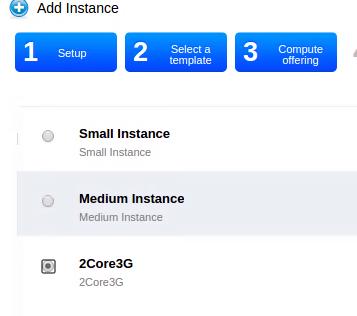 Add Instance
1 Setup
2 Select a
template
3 Compute
offering
Small Instance
Small Instance
Medium Instance
Medium Instance
2Core3G
2Core3G